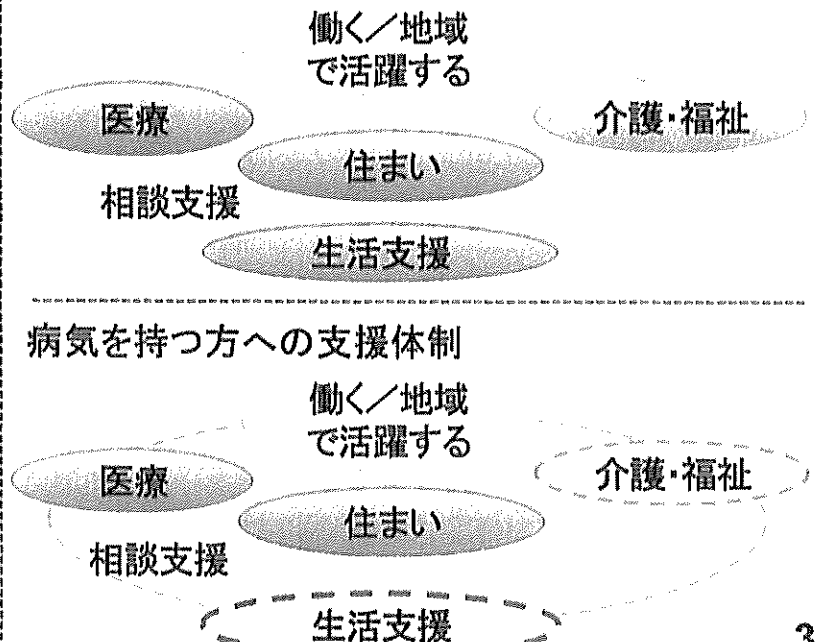 働く／地域
で活躍する
医療
介護・福祉
住まい
相談支援
生活支援
病気を持つ方への支援体制
働く／地域
で活躍する
医療
介護・福祉
住まい
相談支援
生活支援
3